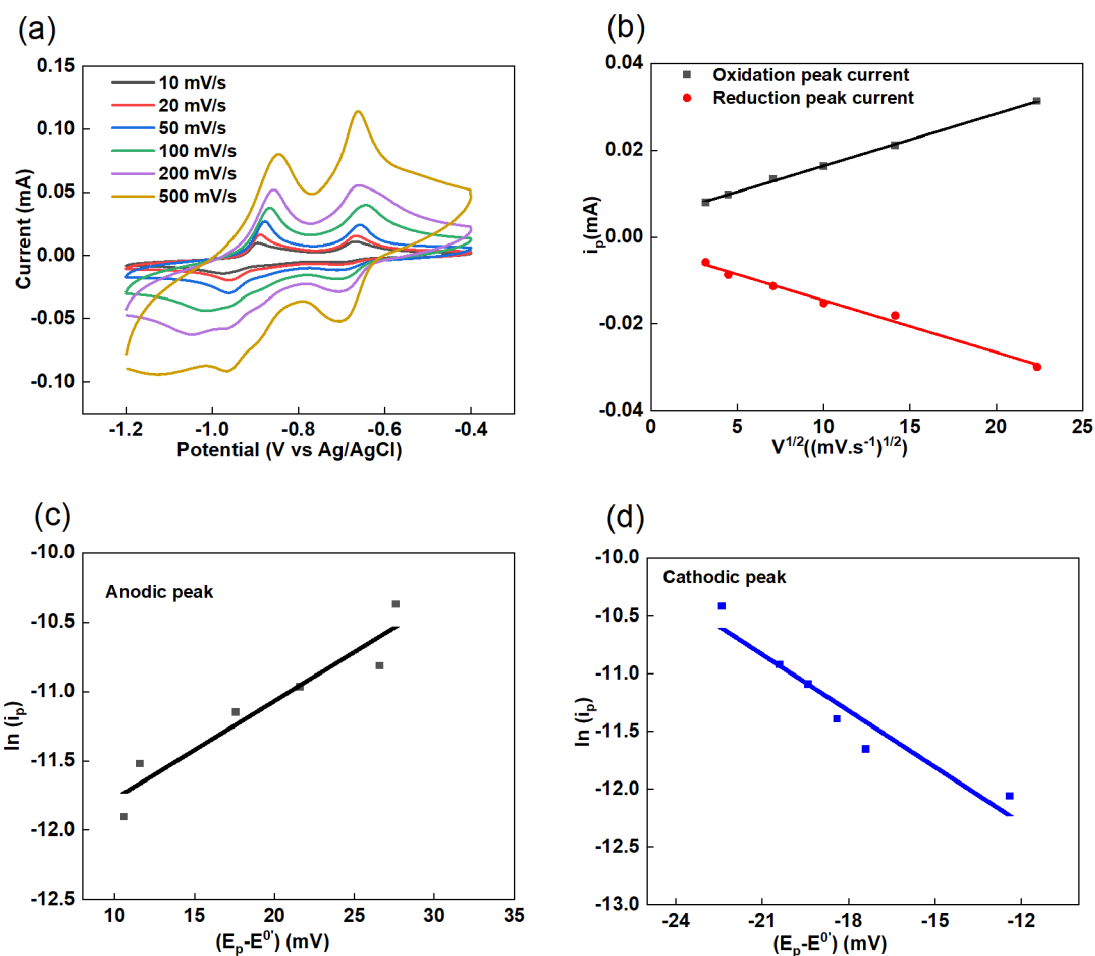 (a)
0.15
0.10
0.05
0.00
-0.05
-0.10
Current (mA)
10 mV/s
20 mV/s
50 mV/s
100 mV/s
200 mV/s
500 mV/s
-1.2 -1.0 -0.8 -0.6 -0.4
Potential (V vs Ag/AgCl)
(b)
0.04
0.02
0.00
-0.02
-0.04
iₚ(mA)
Oxidation peak current
Reduction peak current
0 5 10 15 20 25
V¹ᐟ²((mV.s⁻¹)¹ᐟ²)
(c)
-10.0
-10.5
-11.0
-11.5
-12.0
-12.5
ln (iₚ)
Anodic peak
10 15 20 25 30 35
(Eₚ-E⁰') (mV)
(d)
-10.0
-10.5
-11.0
-11.5
-12.0
-12.5
-13.0
ln (iₚ)
Cathodic peak
-24 -21 -18 -15 -12
(Eₚ-E⁰') (mV)